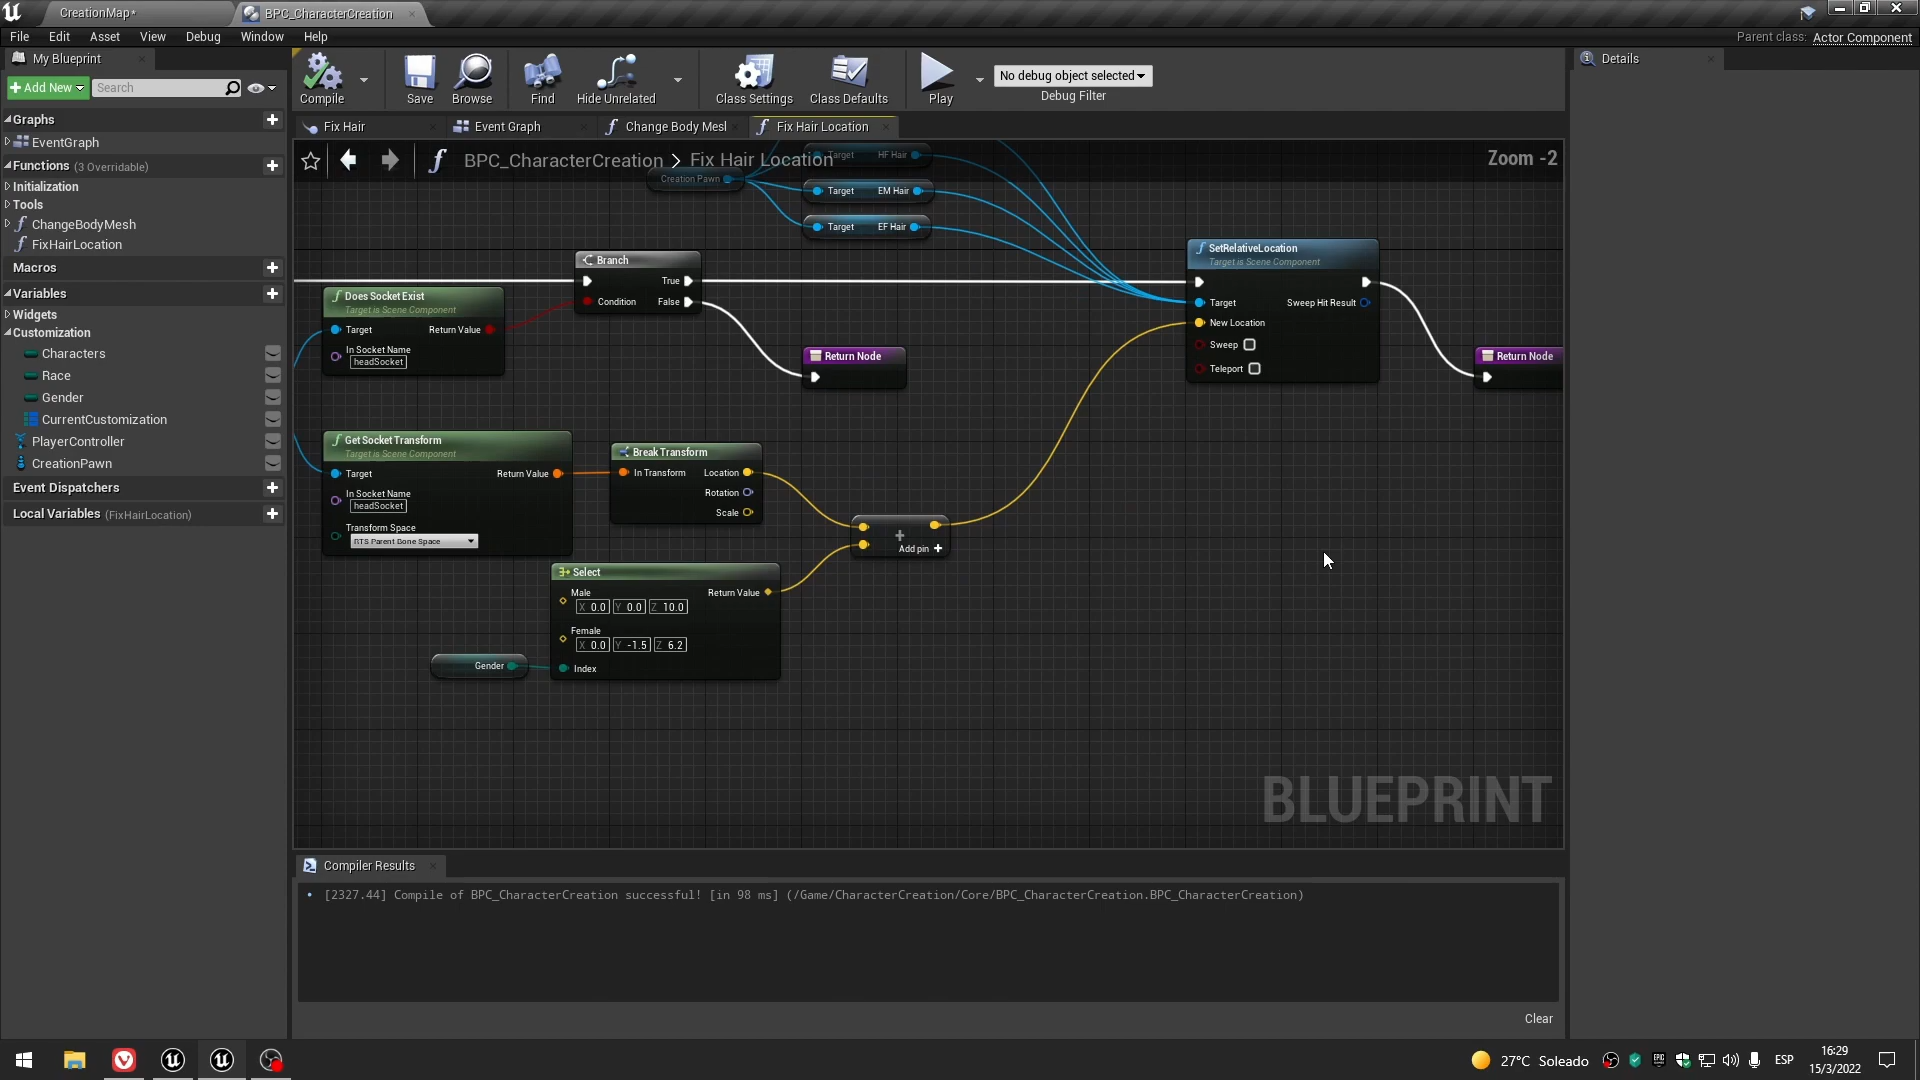 CreationMap*
BPC_CharacterCreation
File Edit Asset View Debug Window Help
Parent class: Actor Component
My Blueprint
Add New
Search
Compile
Save
Browse
Find
Hide Unrelated
Class Settings
Class Defaults
Play
No debug object selected
Debug Filter
Details
Fix Hair
Event Graph
Change Body Mesl
Fix Hair Location
BPC_CharacterCreation > Fix Hair Location
Zoom -2
Graphs
EventGraph
Functions (3 Overridable)
Initialization
Tools
ChangeBodyMesh
FixHairLocation
Macros
Variables
Widgets
Customization
Characters
Race
Gender
CurrentCustomization
PlayerController
CreationPawn
Event Dispatchers
Local Variables (FixHairLocation)
Creation Pawn
Target HF Hair
Target EM Hair
Target EF Hair
Branch
True
Condition False
Does Socket Exist
Target is Scene Component
Target Return Value
In Socket Name
headSocket
Return Node
SetRelativeLocation
Target is Scene Component
Target Sweep Hit Result
New Location
Sweep
Teleport
Return Node
Get Socket Transform
Target is Scene Component
Target Return Value
In Socket Name
headSocket
Transform Space
RTS Parent Bone Space
Break Transform
In Transform Location
Rotation
Scale
Add pin +
Select
Male Return Value
X 0.0 Y 0.0 Z 10.0
Female
X 0.0 Y -1.5 Z 6.2
Index
Gender
BLUEPRINT
Compiler Results
[2327.44] Compile of BPC_CharacterCreation successful! [in 98 ms] (/Game/CharacterCreation/Core/BPC_CharacterCreation.BPC_CharacterCreation)
Clear
27°C Soleado
ESP
16:29
15/3/2022